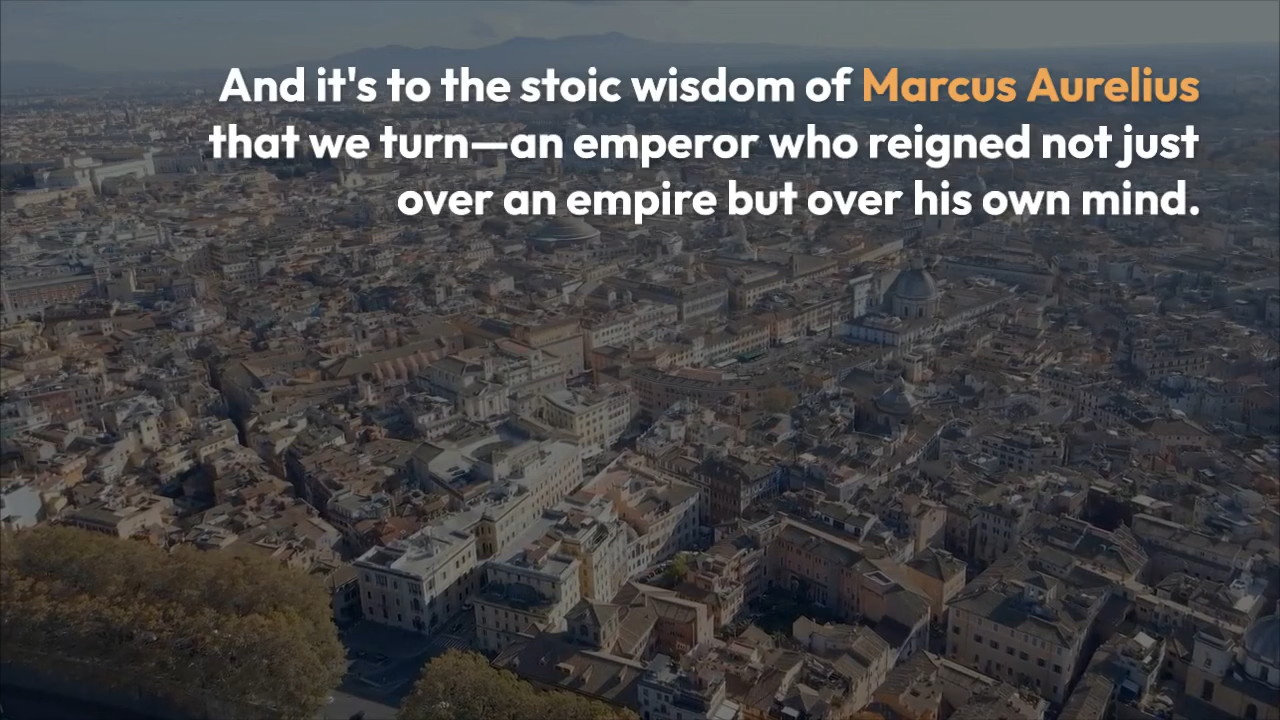 And it's to the stoic wisdom of Marcus Aurelius
that we turn—an emperor who reigned not just
over an empire but over his own mind.